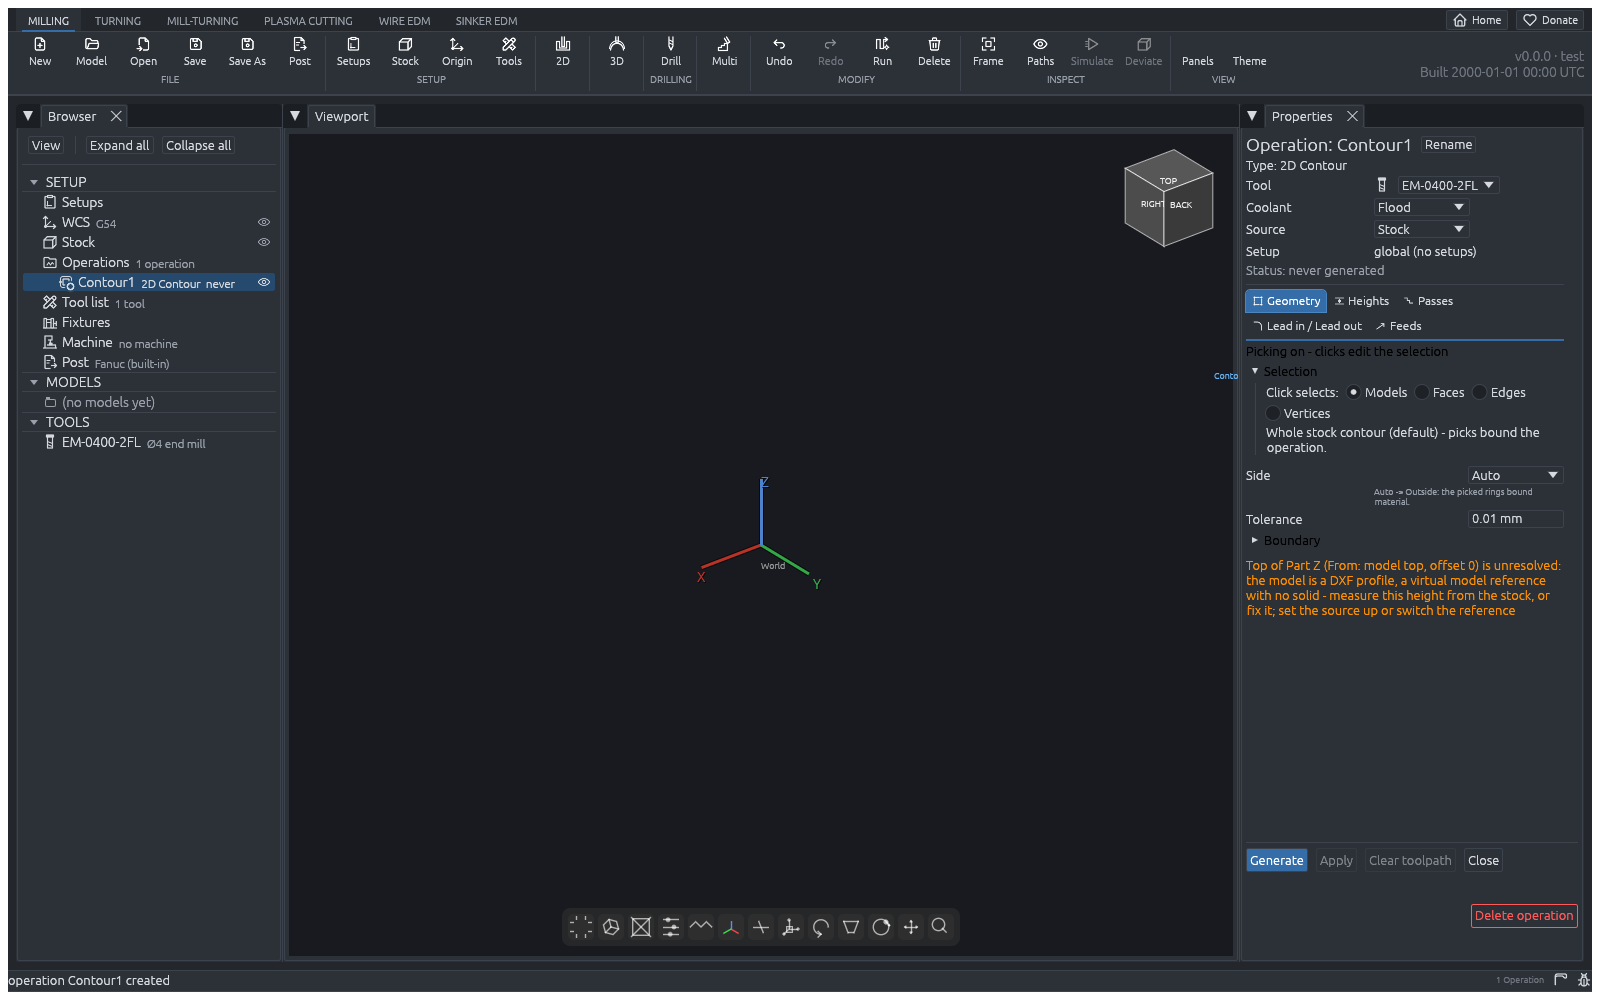 MILLING TURNING MILL-TURNING PLASMA CUTTING WIRE EDM SINKER EDM Home Donate
New Model Open Save Save As Post Setups Stock Origin Tools 2D 3D Drill Multi Undo Redo Run Delete Frame Paths Simulate Deviate Panels Theme
FILE SETUP DRILLING MODIFY INSPECT VIEW
v0.0.0 · test
Built 2000-01-01 00:00 UTC
Browser
View Expand all Collapse all
SETUP
Setups
WCS G54
Stock
Operations 1 operation
Contour1 2D Contour never
Tool list 1 tool
Fixtures
Machine no machine
Post Fanuc (built-in)
MODELS
(no models yet)
TOOLS
EM-0400-2FL Ø4 end mill
Viewport
TOP
RIGHT BACK
Conto
Z
World
X
Y
Properties
Operation: Contour1 Rename
Type: 2D Contour
Tool EM-0400-2FL
Coolant Flood
Source Stock
Setup global (no setups)
Status: never generated
Geometry Heights Passes
Lead in / Lead out Feeds
Picking on - clicks edit the selection
Selection
Click selects: Models Faces Edges
Vertices
Whole stock contour (default) - picks bound the
operation.
Side Auto
Auto -> Outside: the picked rings bound
material.
Tolerance 0.01 mm
Boundary
Top of Part Z (From: model top, offset 0) is unresolved:
the model is a DXF profile, a virtual model reference
with no solid - measure this height from the stock, or
fix it; set the source up or switch the reference
Generate Apply Clear toolpath Close
Delete operation
operation Contour1 created
1 Operation